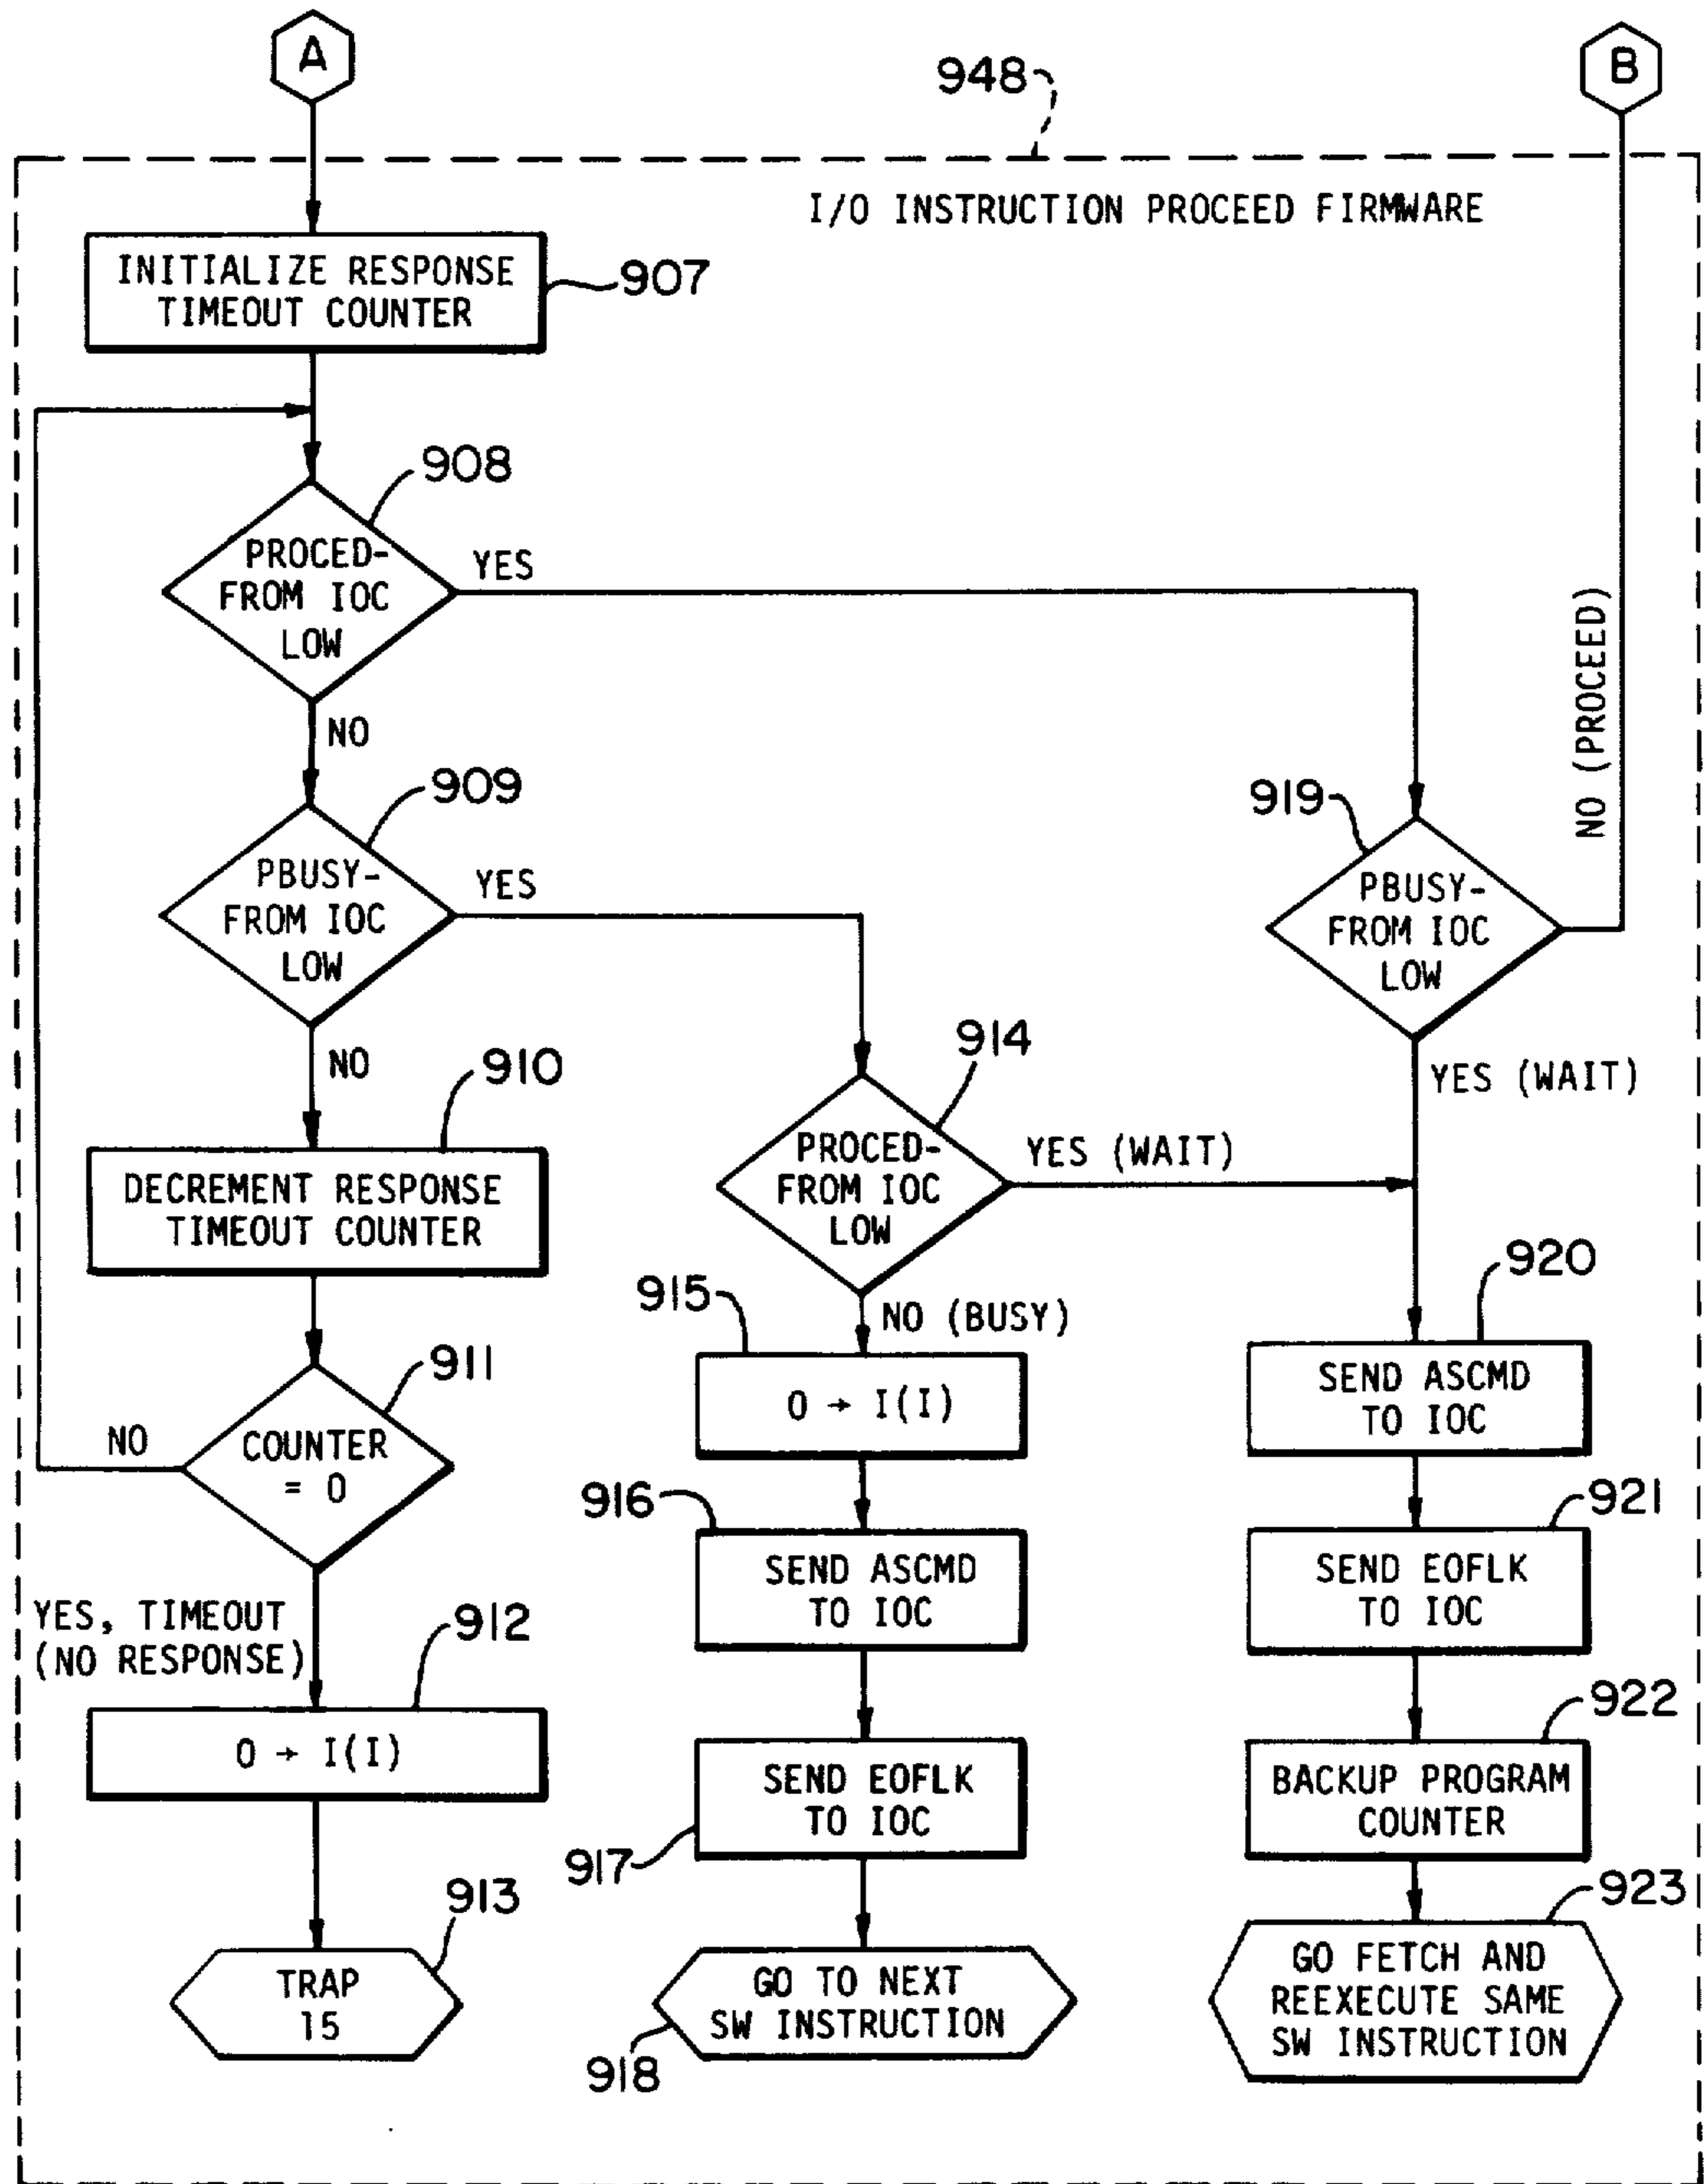 A
B
948
I/O INSTRUCTION PROCEED FIRMWARE
INITIALIZE RESPONSE
TIMEOUT COUNTER
907
908
PROCED-
FROM IOC
LOW
YES
NO
909
PBUSY-
FROM IOC
LOW
YES
NO
919
PBUSY-
FROM IOC
LOW
NO (PROCEED)
YES (WAIT)
910
DECREMENT RESPONSE
TIMEOUT COUNTER
914
PROCED-
FROM IOC
LOW
YES (WAIT)
NO (BUSY)
911
COUNTER
= 0
NO
YES, TIMEOUT
(NO RESPONSE)
912
0 → I(I)
913
TRAP
15
915
0 → I(I)
916
SEND ASCMD
TO IOC
917
SEND EOFLK
TO IOC
918
GO TO NEXT
SW INSTRUCTION
920
SEND ASCMD
TO IOC
921
SEND EOFLK
TO IOC
922
BACKUP PROGRAM
COUNTER
923
GO FETCH AND
REEXECUTE SAME
SW INSTRUCTION